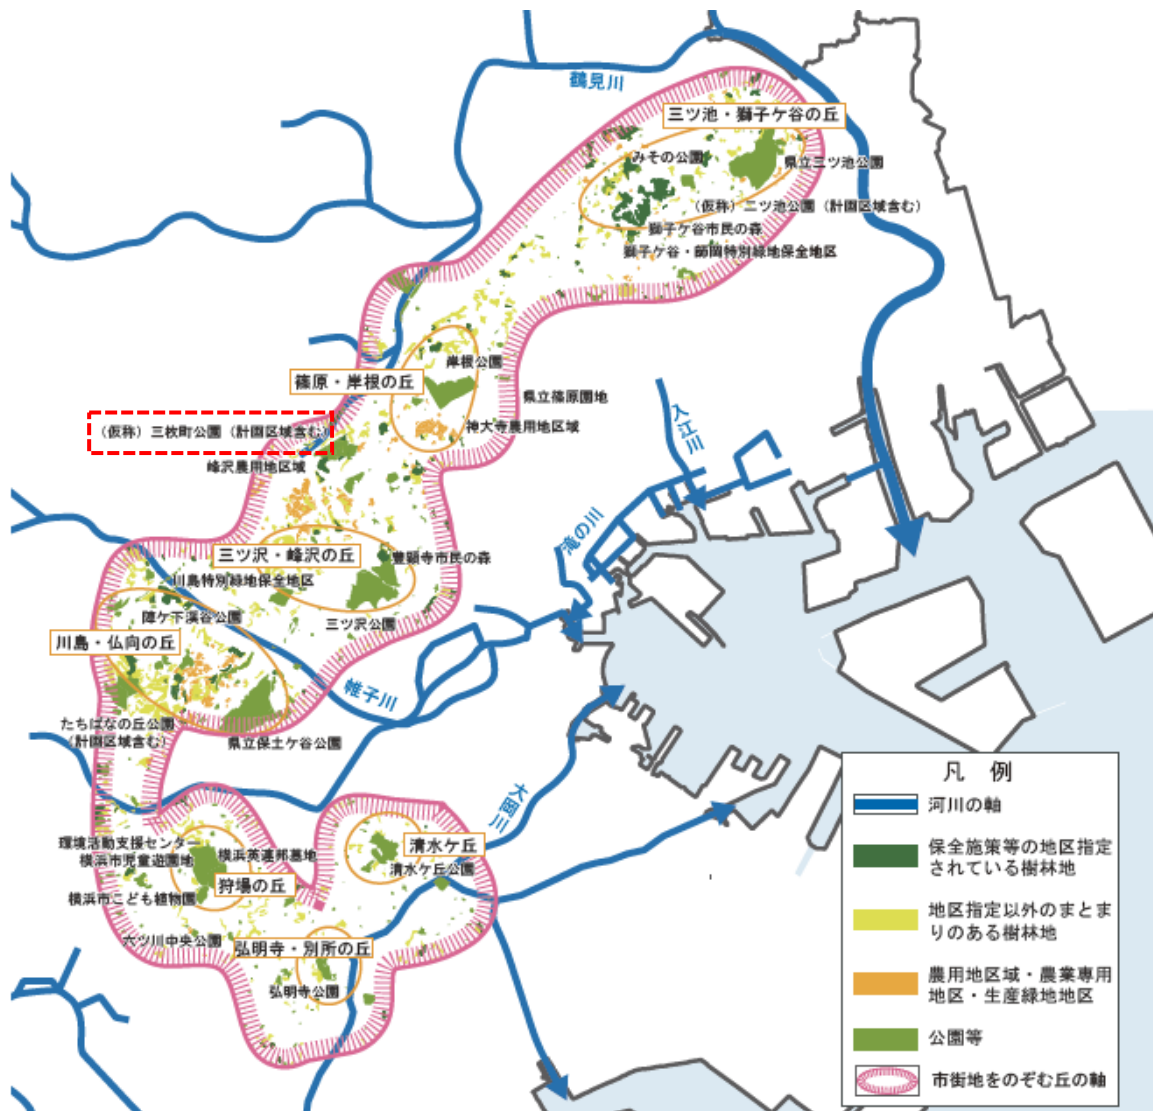 鶴見川
三ツ池・獅子ケ谷の丘
みその公園
県立三ツ池公園
（仮称）二ツ池公園（計画区域含む）
獅子ケ谷市民の森
獅子ケ谷・師岡特別緑地保全地区
岸根公園
篠原・岸根の丘
県立篠原園地
入江川
神大寺農用地区域
（仮称）三枚町公園（計画区域含む）
峰沢農用地区域
滝の川
三ツ沢・峰沢の丘
豊顕寺市民の森
川島特別緑地保全地区
陣ケ下渓谷公園
三ツ沢公園
川島・仏向の丘
帷子川
たちばなの丘公園
（計画区域含む）
県立保土ケ谷公園
大岡川
環境活動支援センター
横浜市児童遊園地
横浜英連邦墓地
清水ケ丘
清水ケ丘公園
狩場の丘
横浜市こども植物園
六ツ川中央公園
弘明寺・別所の丘
弘明寺公園
凡 例
河川の軸
保全施策等の地区指定
されている樹林地
地区指定以外のまとま
りのある樹林地
農用地区域・農業専用
地区・生産緑地地区
公園等
市街地をのぞむ丘の軸